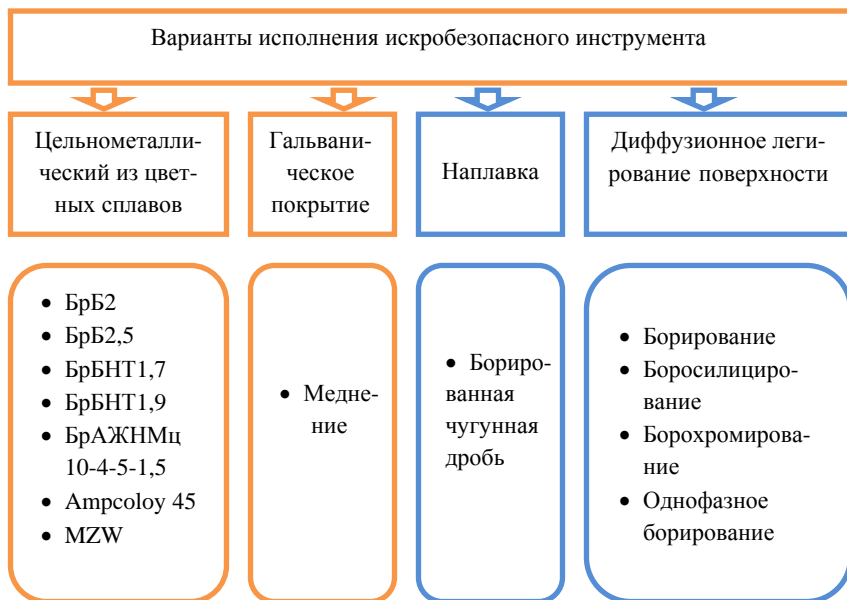 Варианты исполнения искробезопасного инструмента
Цельнометалли-
ческий из цвет-
ных сплавов
Гальвани-
ческое
покрытие
Наплавка
Диффузионное леги-
рование поверхности
• БрБ2
• БрБ2,5
• БрБНТ1,7
• БрБНТ1,9
• БрАЖНМц
10-4-5-1,5
• Ampcoloy 45
• MZW
• Медне-
ние
• Бориро-
ванная
чугунная
дробь
• Борирование
• Боросилициро-
вание
• Борохромирова-
ние
• Однофазное
борирование